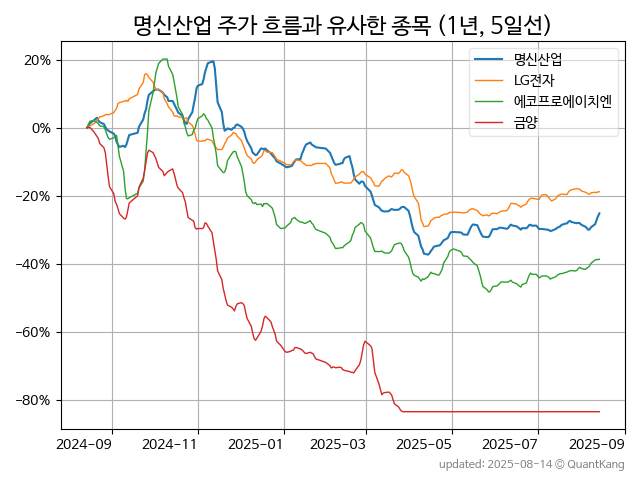 명신산업 주가 흐름과 유사한 종목 (1년, 5일선)
명신산업
LG전자
에코프로에이치엔
금양
20%
0%
−20%
−40%
−60%
−80%
2024-09 2024-11 2025-01 2025-03 2025-05 2025-07 2025-09
updated: 2025-08-14 © QuantKang